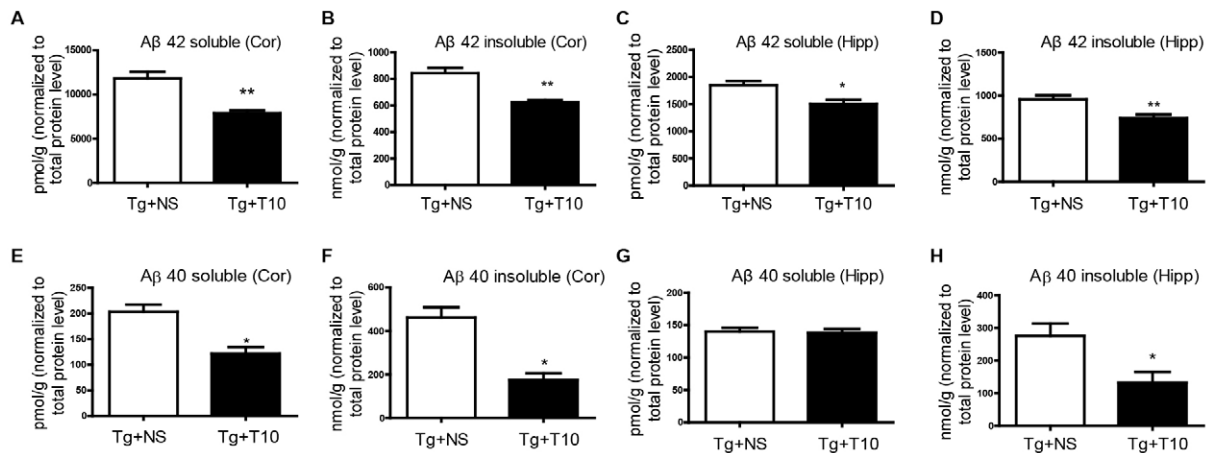 A
Aβ 42 soluble (Cor)
pmol/g (normalized to
total protein level)
15000
10000
5000
0
**
Tg+NS
Tg+T10
B
Aβ 42 insoluble (Cor)
nmol/g (normalized to
total protein level)
1000
800
600
400
200
0
**
Tg+NS
Tg+T10
C
Aβ 42 soluble (Hipp)
pmol/g (normalized to
total protein level)
2500
2000
1500
1000
500
0
*
Tg+NS
Tg+T10
D
Aβ 42 insoluble (Hipp)
nmol/g (normalized to
total protein level)
1500
1000
500
0
**
Tg+NS
Tg+T10
E
Aβ 40 soluble (Cor)
pmol/g (normalized to
total protein level)
250
200
150
100
50
0
*
Tg+NS
Tg+T10
F
Aβ 40 insoluble (Cor)
nmol/g (normalized to
total protein level)
600
400
200
0
*
Tg+NS
Tg+T10
G
Aβ 40 soluble (Hipp)
pmol/g (normalized to
total protein level)
200
150
100
50
0
Tg+NS
Tg+T10
H
Aβ 40 insoluble (Hipp)
nmol/g (normalized to
total protein level)
400
300
200
100
0
*
Tg+NS
Tg+T10